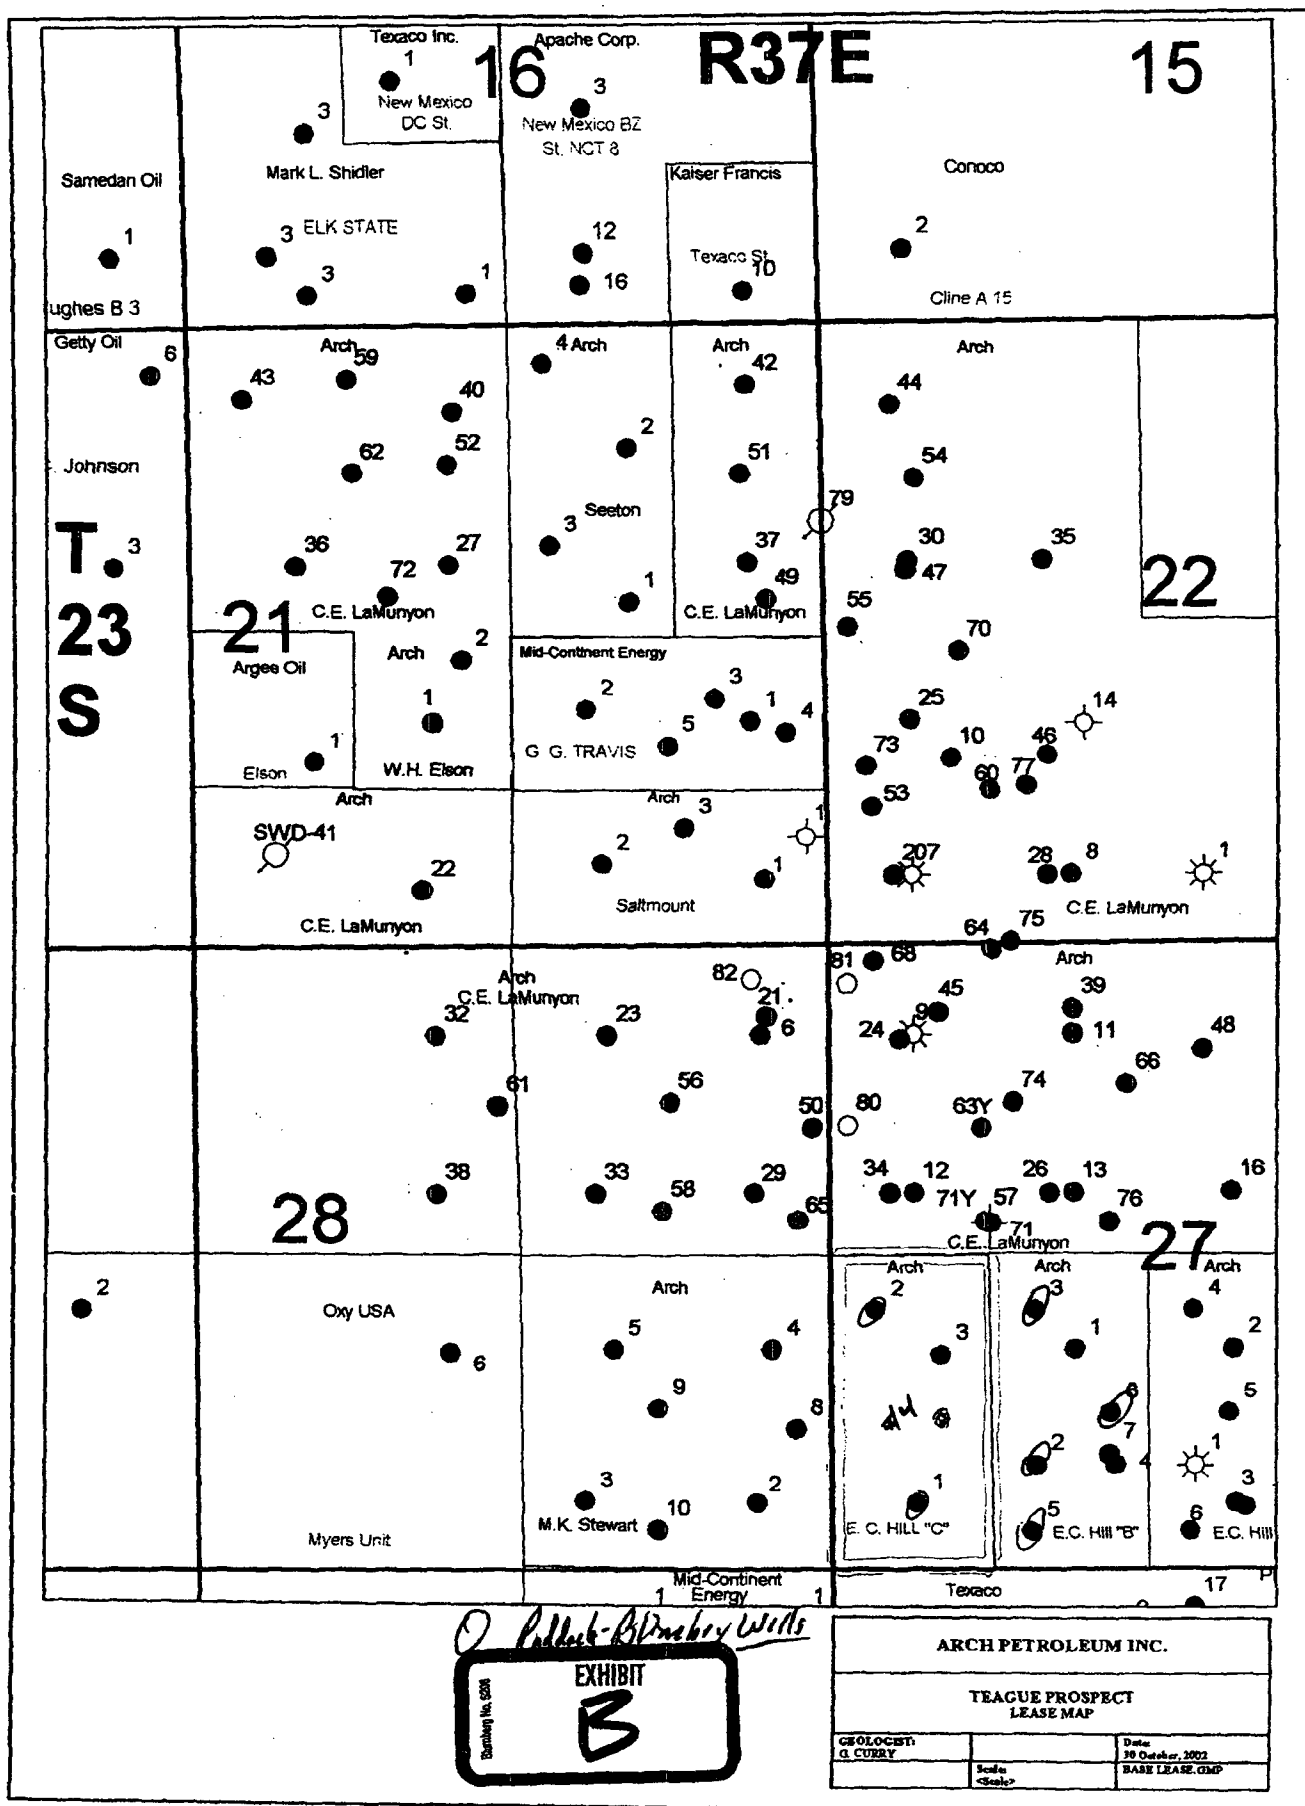 R37E
16
15
Texaco Inc.
1
New Mexico
DC St.
Apache Corp.
3
New Mexico BZ
St. NCT 8
3
Mark L. Shidler
Samedan Oil
Kaiser Francis
Conoco
ELK STATE
1
3
3
1
12
16
Texaco St.
10
2
ughes B 3
Cline A 15
Getty Oil
6
Arch
59
43
40
4
Arch
Arch
42
Arch
44
62
52
2
51
54
Johnson
Seeton
79
T
23
S
3
36
27
72
3
1
37
49
30
47
35
22
C.E. LaMunyon
C.E. LaMunyon
55
21
70
Argee Oil
Arch
2
1
Mid-Continent Energy
2
3
1
4
5
G G. TRAVIS
25
14
73
10
46
60
77
53
1
Elson
W.H. Elson
Arch
SWD-41
22
C.E. LaMunyon
Arch
3
1
2
1
Saltmount
207
28
8
1
C.E. LaMunyon
64
75
Arch
C.E. LaMunyon
82
81
68
Arch
32
23
21
6
9
45
24
39
11
48
61
56
50
80
63Y
74
66
38
33
58
29
65
34
12
71Y
57
71
26
13
76
16
28
C.E. LaMunyon
27
2
Oxy USA
6
Arch
5
4
9
8
3
10
2
M.K. Stewart
Arch
2
3
1
E. C. HILL "C"
Arch
3
1
6
7
4
2
5
E.C. Hill "B"
Arch
4
2
5
1
3
6
E.C. Hill
Myers Unit
Mid-Continent
Energy
1
1
Texaco
17
P
Paddock-Blinebry Wells
EXHIBIT
B
ARCH PETROLEUM INC.
TEAGUE PROSPECT
LEASE MAP
GEOLOGIST:
G. CURRY
Date:
30 October, 2002
Scale:
<Scale>
BASE LEASE.GMP